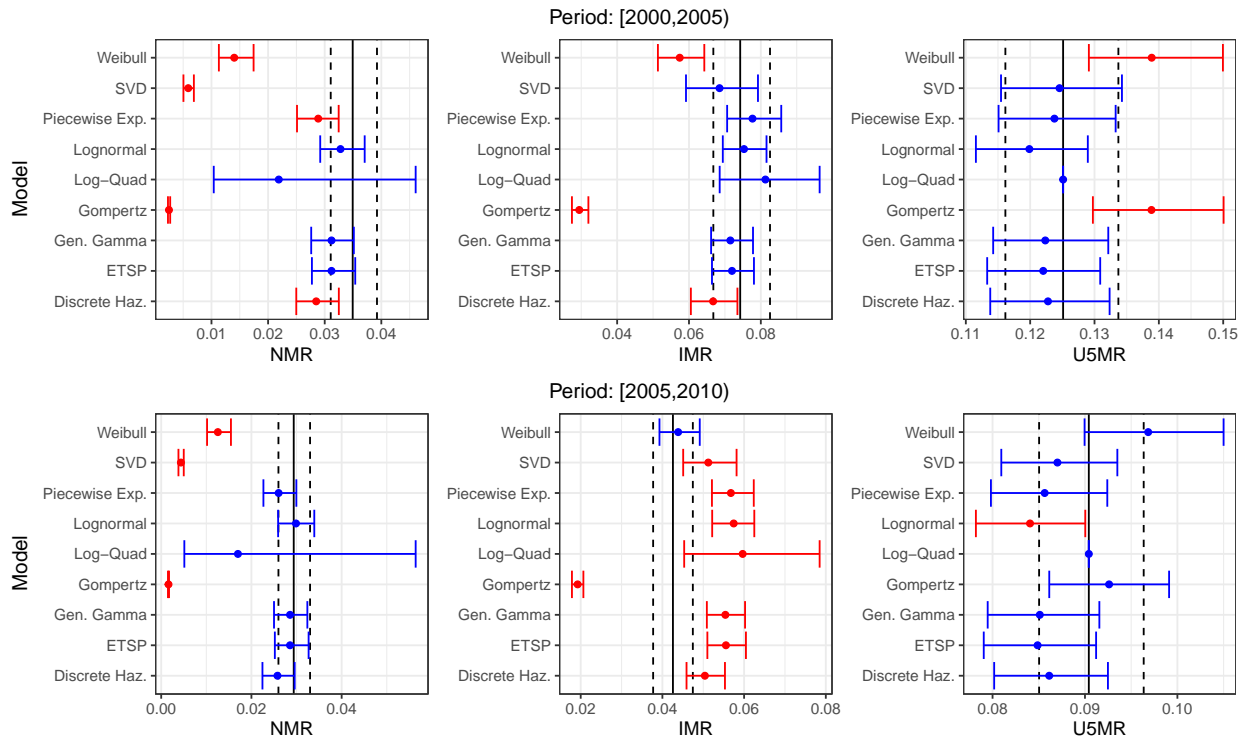 Period: [2000,2005)
Model
Weibull
SVD
Piecewise Exp.
Lognormal
Log−Quad
Gompertz
Gen. Gamma
ETSP
Discrete Haz.
0.01 0.02 0.03 0.04
NMR
Weibull
SVD
Piecewise Exp.
Lognormal
Log−Quad
Gompertz
Gen. Gamma
ETSP
Discrete Haz.
0.04 0.06 0.08
IMR
Weibull
SVD
Piecewise Exp.
Lognormal
Log−Quad
Gompertz
Gen. Gamma
ETSP
Discrete Haz.
0.11 0.12 0.13 0.14 0.15
U5MR
Period: [2005,2010)
Model
Weibull
SVD
Piecewise Exp.
Lognormal
Log−Quad
Gompertz
Gen. Gamma
ETSP
Discrete Haz.
0.00 0.02 0.04
NMR
Weibull
SVD
Piecewise Exp.
Lognormal
Log−Quad
Gompertz
Gen. Gamma
ETSP
Discrete Haz.
0.02 0.04 0.06 0.08
IMR
Weibull
SVD
Piecewise Exp.
Lognormal
Log−Quad
Gompertz
Gen. Gamma
ETSP
Discrete Haz.
0.08 0.09 0.10
U5MR